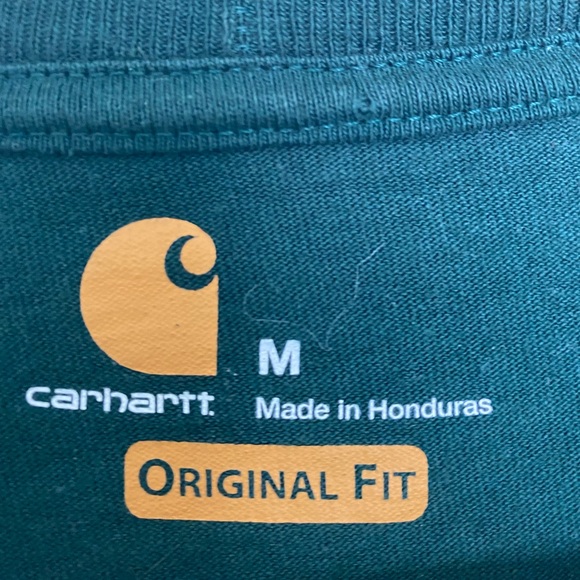 M
carhartt
Made in Honduras
ORIGINAL FIT